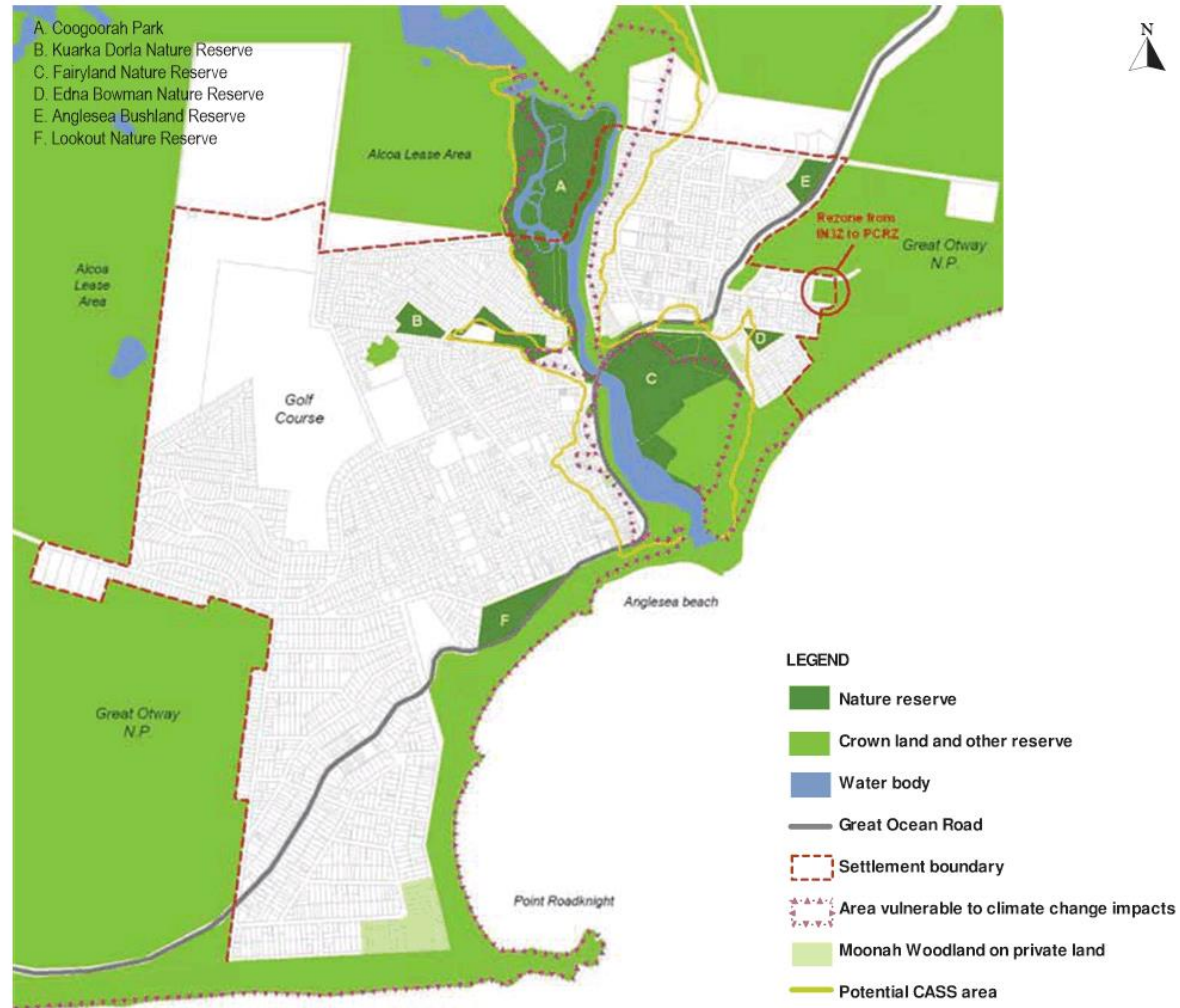 A. Coogoorah Park
B. Kuarka Dorla Nature Reserve
C. Fairyland Nature Reserve
D. Edna Bowman Nature Reserve
E. Anglesea Bushland Reserve
F. Lookout Nature Reserve
N
Alcoa Lease Area
A
E
Rezone from
IN3Z to PCRZ
Great Otway
N.P.
Alcoa
Lease
Area
B
D
C
Golf
Course
Anglesea beach
F
Great Otway
N.P.
Point Roadknight
LEGEND
Nature reserve
Crown land and other reserve
Water body
Great Ocean Road
Settlement boundary
Area vulnerable to climate change impacts
Moonah Woodland on private land
Potential CASS area